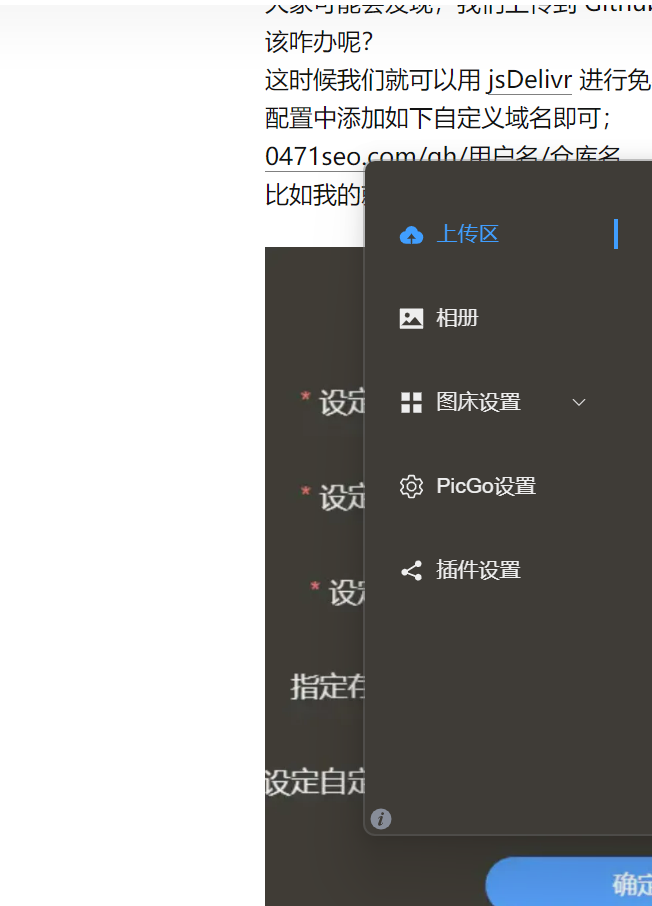 大家可能会发现，我们上传到 Github
该咋办呢？
这时候我们就可以用 jsDelivr 进行免
配置中添加如下自定义域名即可；
0471seo.com/gh/用户名/仓库名
比如我的就
上传区
相册
* 设定
图床设置
* 设定
PicGo设置
* 设定
插件设置
指定存
设定自定
确定